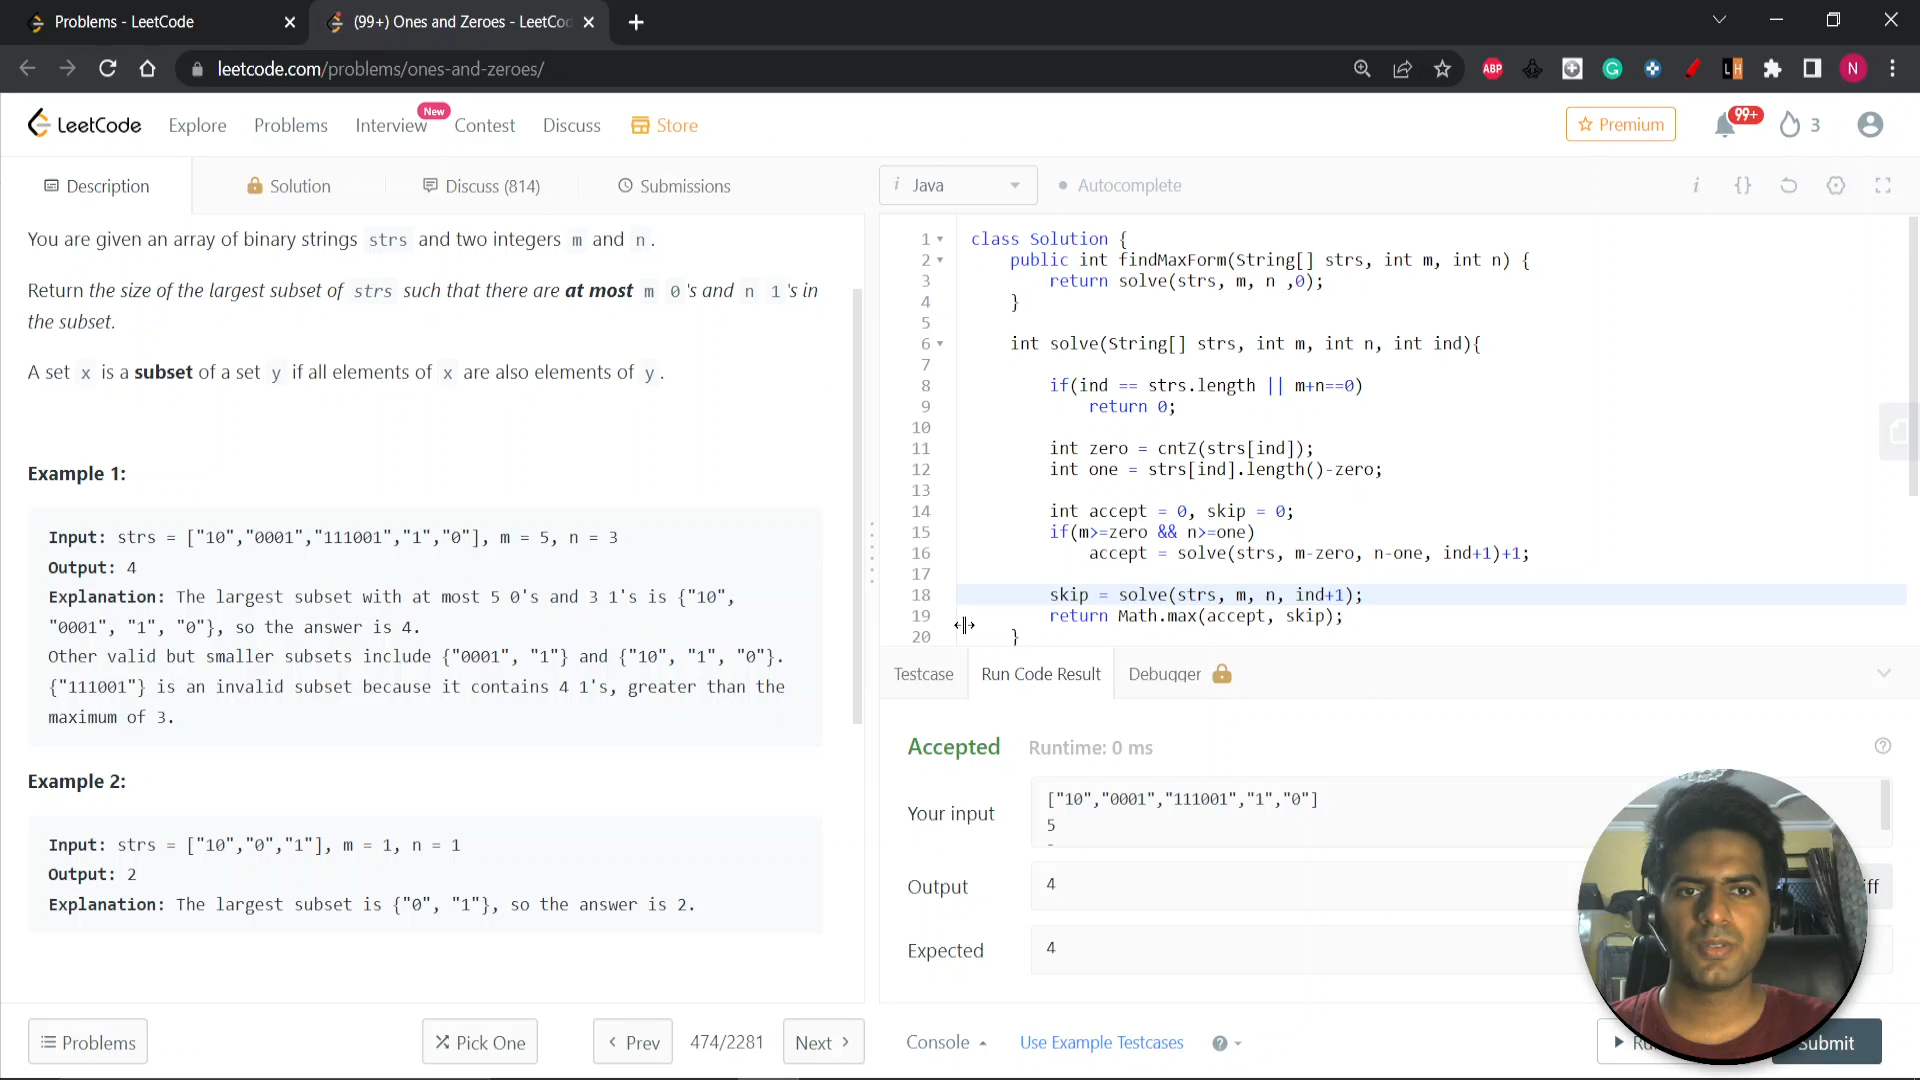 Problems - LeetCode
(99+) Ones and Zeroes - LeetCo
leetcode.com/problems/ones-and-zeroes/
ABP
LH
N
LeetCode
Explore
Problems
Interview
New
Contest
Discuss
Store
Premium
99+
3
Description
Solution
Discuss (814)
Submissions
i Java
Autocomplete
You are given an array of binary strings strs and two integers m and n.
Return the size of the largest subset of strs such that there are at most m 0's and n 1's in
the subset.
A set x is a subset of a set y if all elements of x are also elements of y.
Example 1:
Input: strs = ["10","0001","111001","1","0"], m = 5, n = 3
Output: 4
Explanation: The largest subset with at most 5 0's and 3 1's is {"10",
"0001", "1", "0"}, so the answer is 4.
Other valid but smaller subsets include {"0001", "1"} and {"10", "1", "0"}.
{"111001"} is an invalid subset because it contains 4 1's, greater than the
maximum of 3.
Example 2:
Input: strs = ["10","0","1"], m = 1, n = 1
Output: 2
Explanation: The largest subset is {"0", "1"}, so the answer is 2.
Problems
Pick One
Prev
474/2281
Next
1 class Solution {
2 public int findMaxForm(String[] strs, int m, int n) {
3 return solve(strs, m, n ,0);
4 }
5
6 int solve(String[] strs, int m, int n, int ind){
7
8 if(ind == strs.length || m+n==0)
9 return 0;
10
11 int zero = cntZ(strs[ind]);
12 int one = strs[ind].length()-zero;
13
14 int accept = 0, skip = 0;
15 if(m>=zero && n>=one)
16 accept = solve(strs, m-zero, n-one, ind+1)+1;
17
18 skip = solve(strs, m, n, ind+1);
19 return Math.max(accept, skip);
20 }
Testcase
Run Code Result
Debugger
Accepted
Runtime: 0 ms
Your input
["10","0001","111001","1","0"]
5
Output
4
iff
Expected
4
Console
Use Example Testcases
Submit